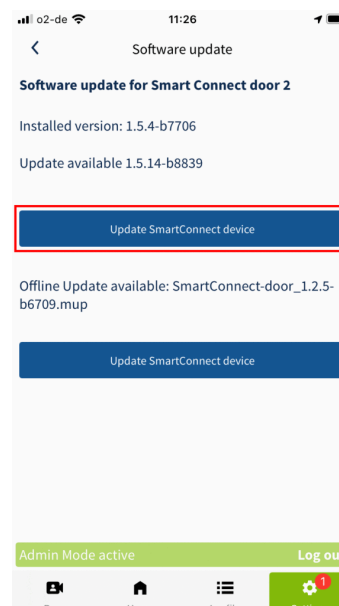 o2-de 11:26
Software update
Software update for Smart Connect door 2
Installed version: 1.5.4-b7706
Update available 1.5.14-b8839
Update SmartConnect device
Offline Update available: SmartConnect-door_1.2.5-
b6709.mup
Update SmartConnect device
Admin Mode active Log ou
1